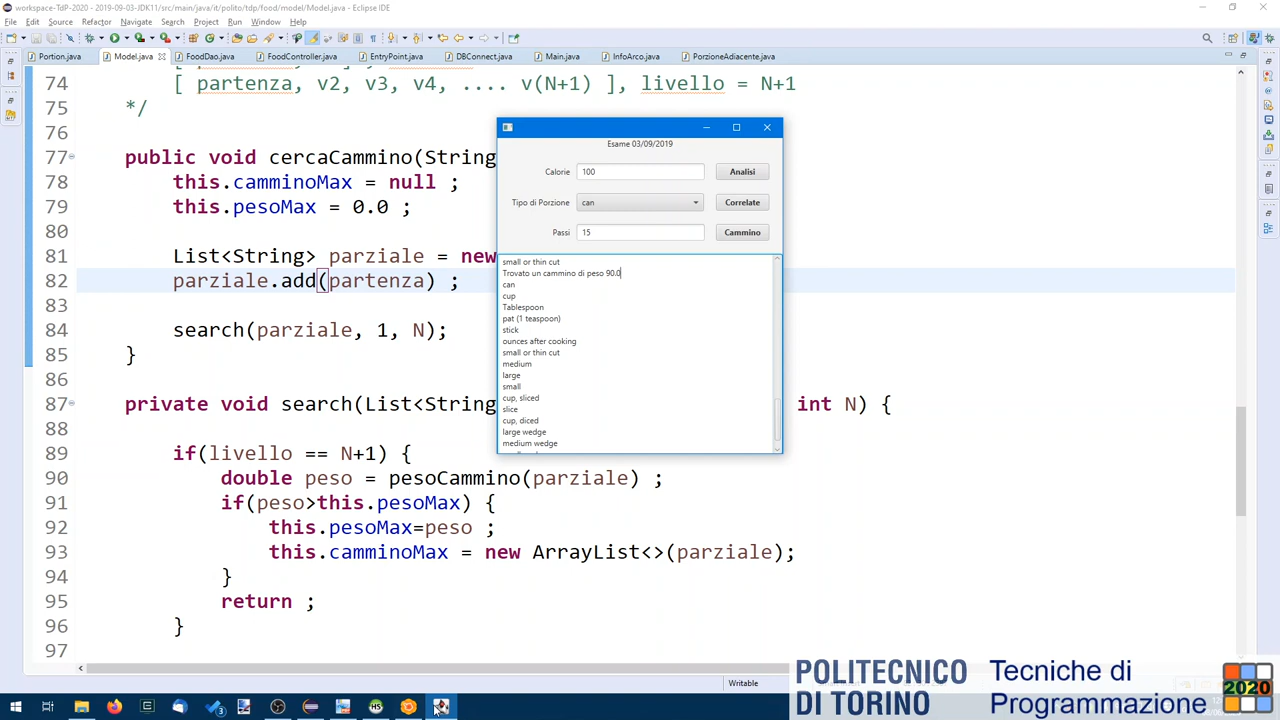 workspace-TdP-2020 - 2019-09-03-JDK11/src/main/java/it/polito/tdp/food/model/Model.java - Eclipse IDE
File Edit Source Refactor Navigate Search Project Run Window Help
Portion.java Model.java FoodDao.java FoodController.java EntryPoint.java DBConnect.java Main.java InfoArco.java PorzioneAdiacente.java
74 [ partenza, v2, v3, v4, .... v(N+1) ], livello = N+1
75 */
76
77 public void cercaCammino(String
78 this.camminoMax = null ;
79 this.pesoMax = 0.0 ;
80
81 List<String> parziale = new
82 parziale.add(partenza) ;
83
84 search(parziale, 1, N);
85 }
86
87 private void search(List<String int N) {
88
89 if(livello == N+1) {
90 double peso = pesoCammino(parziale) ;
91 if(peso>this.pesoMax) {
92 this.pesoMax=peso ;
93 this.camminoMax = new ArrayList<>(parziale);
94 }
95 return ;
96 }
97
Esame 03/09/2019
Calorie 100 Analisi
Tipo di Porzione can Correlate
Passi 15 Cammino
small or thin cut
Trovato un cammino di peso 90.0
can
cup
Tablespoon
pat (1 teaspoon)
stick
ounces after cooking
small or thin cut
medium
large
small
cup, sliced
slice
cup, diced
large wedge
medium wedge
Writable
POLITECNICO
DI TORINO
Tecniche di
Programmazione
2020